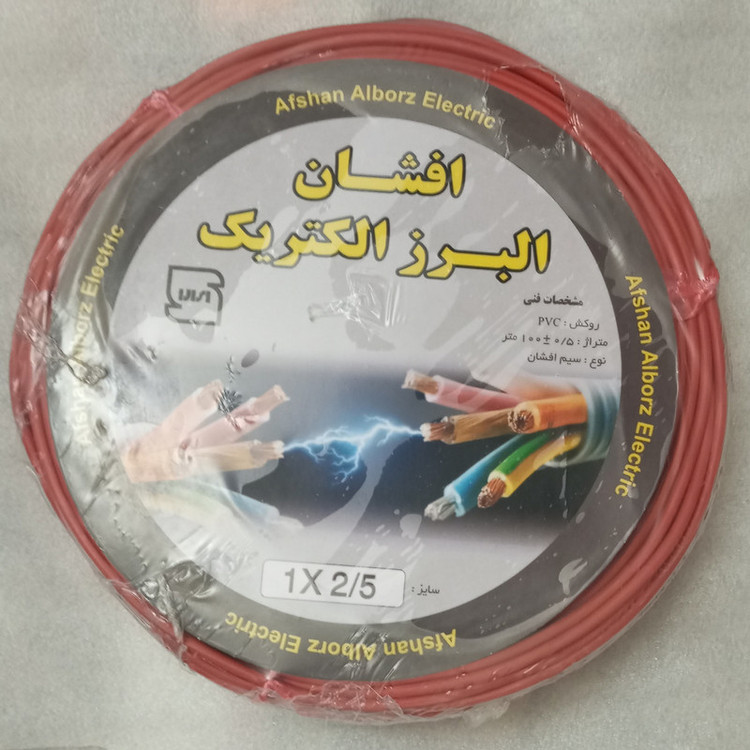 Afshan Alborz Electric
افشان
البرز الکتریک
مشخصات فنی
روکش : PVC
متراژ : ۰/۵ ± ۱۰۰ متر
نوع : سیم افشان
سایز : 1X 2/5
Afshan Alborz Electric
Afshan Alborz Electric
Afshan Alborz Electric